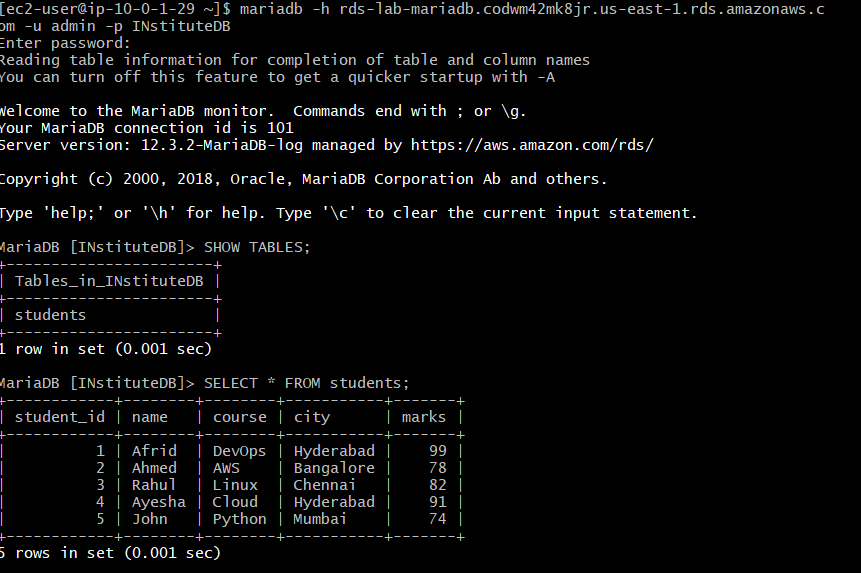 [ec2-user@ip-10-0-1-29 ~]$ mariadb -h rds-lab-mariadb.codwm42mk8jr.us-east-1.rds.amazonaws.c
om -u admin -p INstituteDB
Enter password:
Reading table information for completion of table and column names
You can turn off this feature to get a quicker startup with -A

Welcome to the MariaDB monitor.  Commands end with ; or \g.
Your MariaDB connection id is 101
Server version: 12.3.2-MariaDB-log managed by https://aws.amazon.com/rds/

Copyright (c) 2000, 2018, Oracle, MariaDB Corporation Ab and others.

Type 'help;' or '\h' for help. Type '\c' to clear the current input statement.

MariaDB [INstituteDB]> SHOW TABLES;
+-----------------------+
| Tables_in_INstituteDB |
+-----------------------+
| students              |
+-----------------------+
1 row in set (0.001 sec)

MariaDB [INstituteDB]> SELECT * FROM students;
+------------+--------+--------+-----------+-------+
| student_id | name   | course | city      | marks |
+------------+--------+--------+-----------+-------+
|          1 | Afrid  | DevOps | Hyderabad |    99 |
|          2 | Ahmed  | AWS    | Bangalore |    78 |
|          3 | Rahul  | Linux  | Chennai   |    82 |
|          4 | Ayesha | Cloud  | Hyderabad |    91 |
|          5 | John   | Python | Mumbai    |    74 |
+------------+--------+--------+-----------+-------+
5 rows in set (0.001 sec)